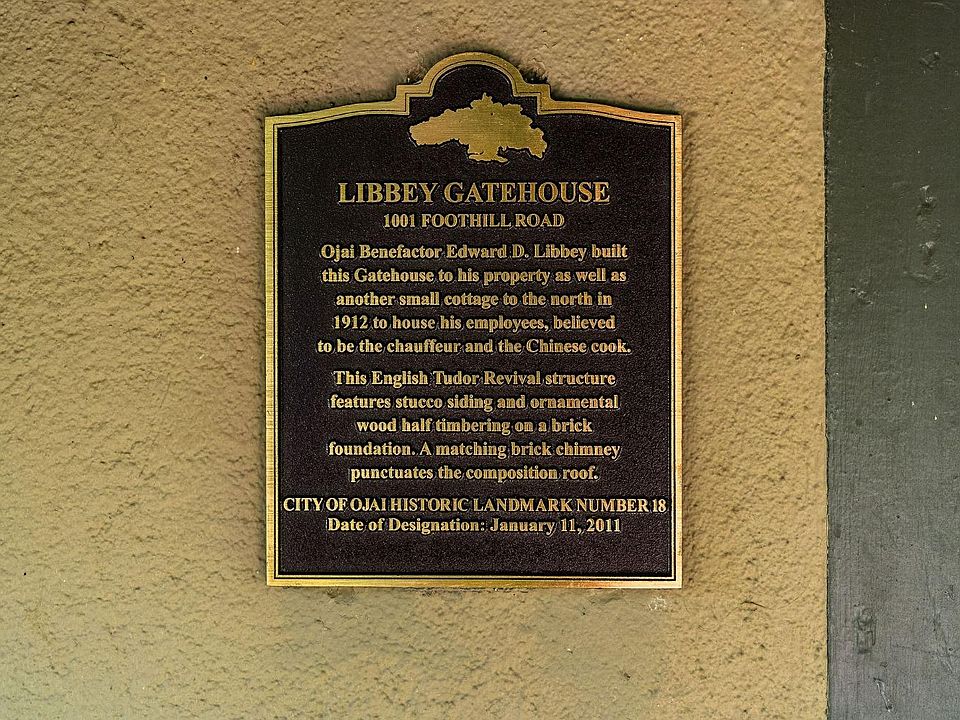 LIBBEY GATEHOUSE
1001 FOOTHILL ROAD
Ojai Benefactor Edward D. Libbey built
this Gatehouse to his property as well as
another small cottage to the north in
1912 to house his employees, believed
to be the chauffeur and the Chinese cook.
This English Tudor Revival structure
features stucco siding and ornamental
wood half timbering on a brick
foundation. A matching brick chimney
punctuates the composition roof.
CITY OF OJAI HISTORIC LANDMARK NUMBER 18
Date of Designation: January 11, 2011